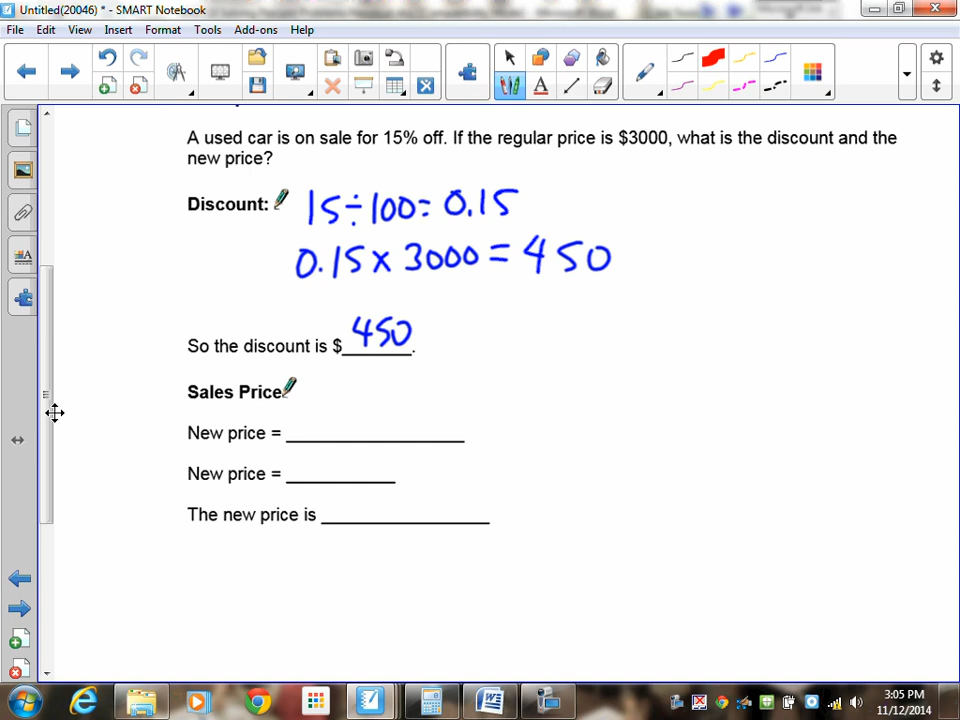 Untitled(20046) * - SMART Notebook
File Edit View Insert Format Tools Add-ons Help
A used car is on sale for 15% off. If the regular price is $3000, what is the discount and the
new price?
Discount: 15÷100= 0.15
0.15 x 3000 = 450
So the discount is $ 450.
Sales Price
New price = _________________
New price = ___________
The new price is ________________
3:05 PM
11/12/2014